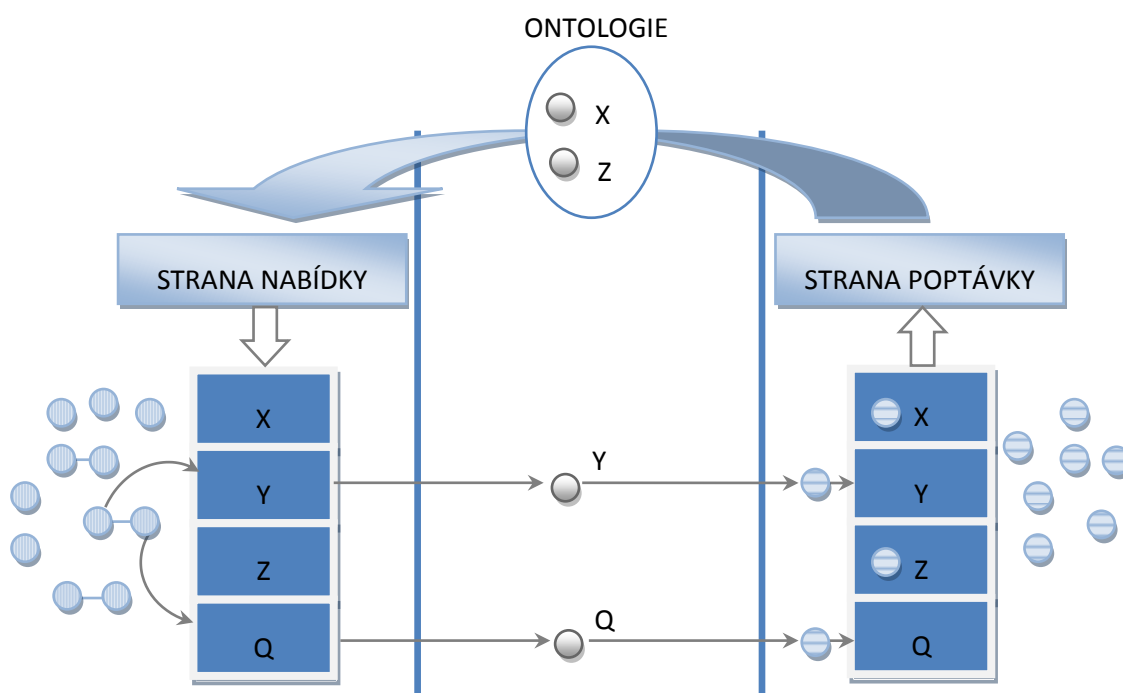 ONTOLOGIE
X
Z
STRANA NABÍDKY
STRANA POPTÁVKY
X
Y
Z
Q
Y
Q
X
Y
Z
Q